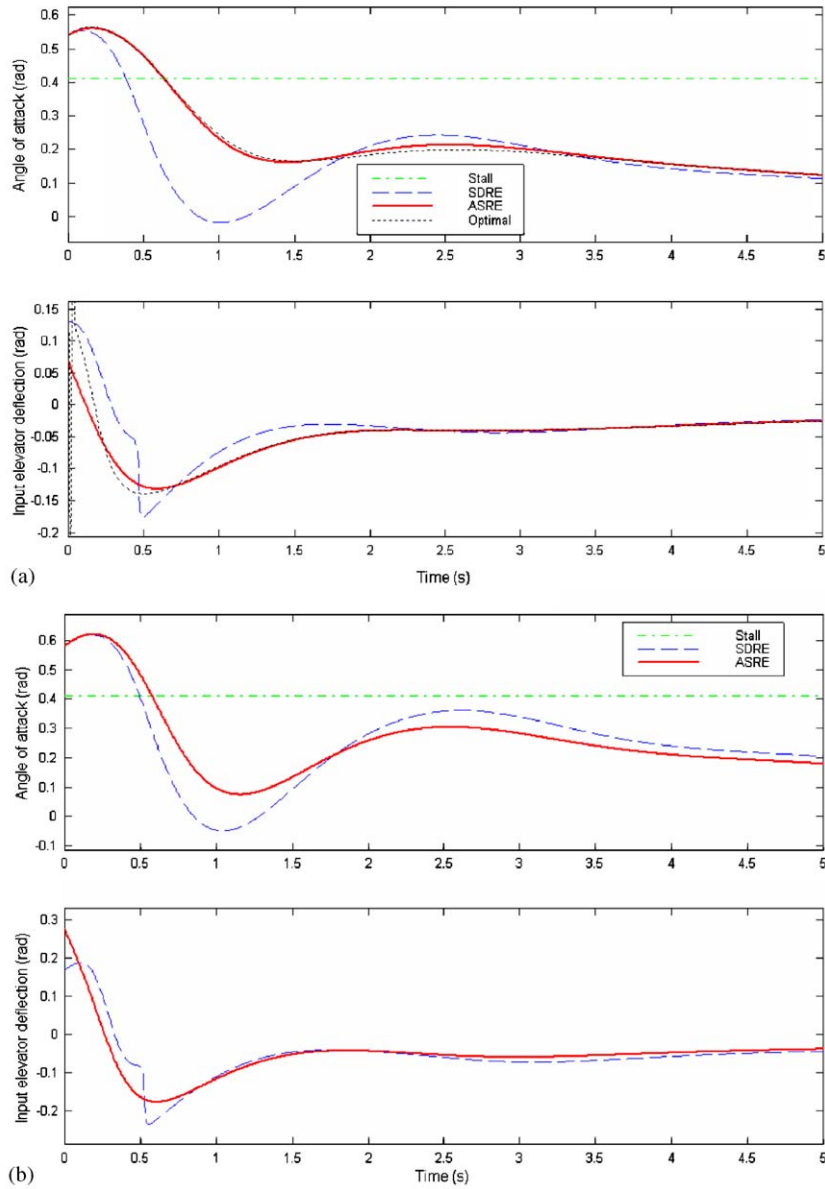 0.6
0.5
0.4
0.3
0.2
0.1
0
Angle of attack (rad)
Stall
SDRE
ASRE
Optimal
0 0.5 1 1.5 2 2.5 3 3.5 4 4.5 5
0.15
0.1
0.05
0
-0.05
-0.1
-0.15
-0.2
Input elevator deflection (rad)
0 0.5 1 1.5 2 2.5 3 3.5 4 4.5 5
Time (s)
(a)
0.6
0.5
0.4
0.3
0.2
0.1
0
-0.1
Angle of attack (rad)
Stall
SDRE
ASRE
0 0.5 1 1.5 2 2.5 3 3.5 4 4.5 5
0.3
0.2
0.1
0
-0.1
-0.2
Input elevator deflection (rad)
0 0.5 1 1.5 2 2.5 3 3.5 4 4.5 5
Time (s)
(b)